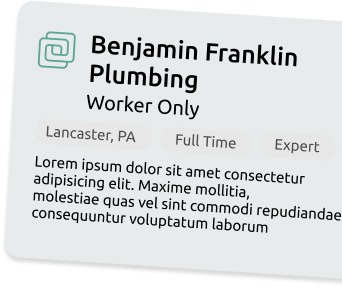 Benjamin Franklin
Plumbing
Worker Only
Lancaster, PA Full Time Expert
Lorem ipsum dolor sit amet consectetur
adipisicing elit. Maxime mollitia,
molestiae quas vel sint commodi repudiandae
consequuntur voluptatum laborum